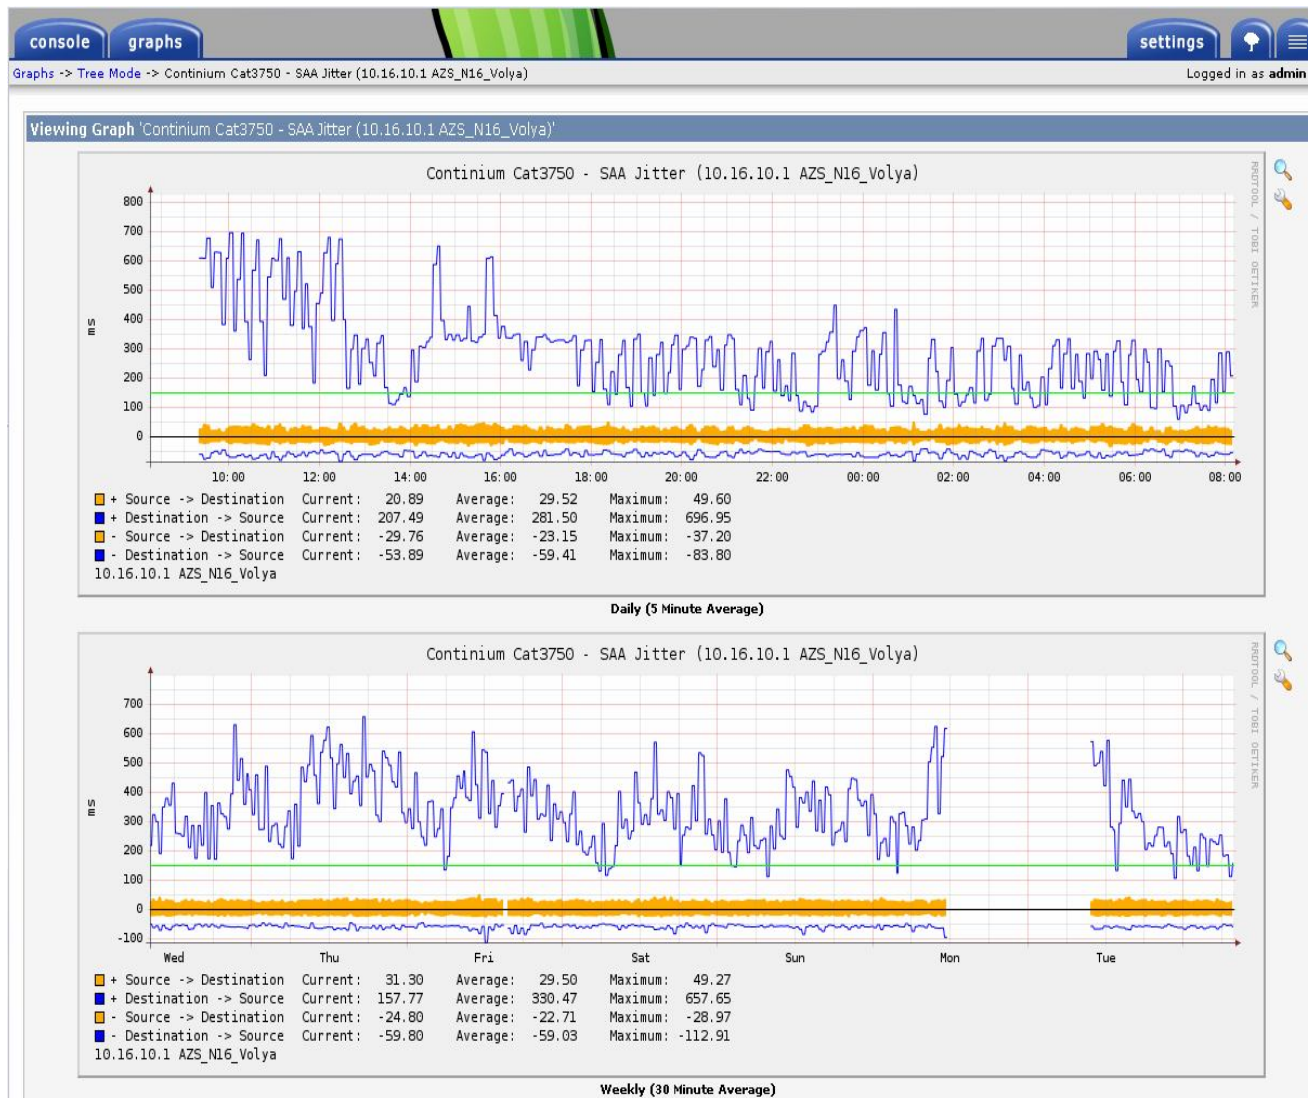 console graphs settings
Graphs -> Tree Mode -> Continium Cat3750 - SAA Jitter (10.16.10.1 AZS_N16_Volya) Logged in as admin
Viewing Graph 'Continium Cat3750 - SAA Jitter (10.16.10.1 AZS_N16_Volya)'
Continium Cat3750 - SAA Jitter (10.16.10.1 AZS_N16_Volya)
RRDTOOL / TOBI OETIKER
ms
800
700
600
500
400
300
200
100
0
10:00 12:00 14:00 16:00 18:00 20:00 22:00 00:00 02:00 04:00 06:00 08:00
+ Source -> Destination Current: 20.89 Average: 29.52 Maximum: 49.60
+ Destination -> Source Current: 207.49 Average: 281.50 Maximum: 696.95
- Source -> Destination Current: -29.76 Average: -23.15 Maximum: -37.20
- Destination -> Source Current: -53.89 Average: -59.41 Maximum: -83.80
10.16.10.1 AZS_N16_Volya
Daily (5 Minute Average)
Continium Cat3750 - SAA Jitter (10.16.10.1 AZS_N16_Volya)
RRDTOOL / TOBI OETIKER
ms
700
600
500
400
300
200
100
0
-100
Wed Thu Fri Sat Sun Mon Tue
+ Source -> Destination Current: 31.30 Average: 29.50 Maximum: 49.27
+ Destination -> Source Current: 157.77 Average: 330.47 Maximum: 657.65
- Source -> Destination Current: -24.80 Average: -22.71 Maximum: -28.97
- Destination -> Source Current: -59.80 Average: -59.03 Maximum: -112.91
10.16.10.1 AZS_N16_Volya
Weekly (30 Minute Average)